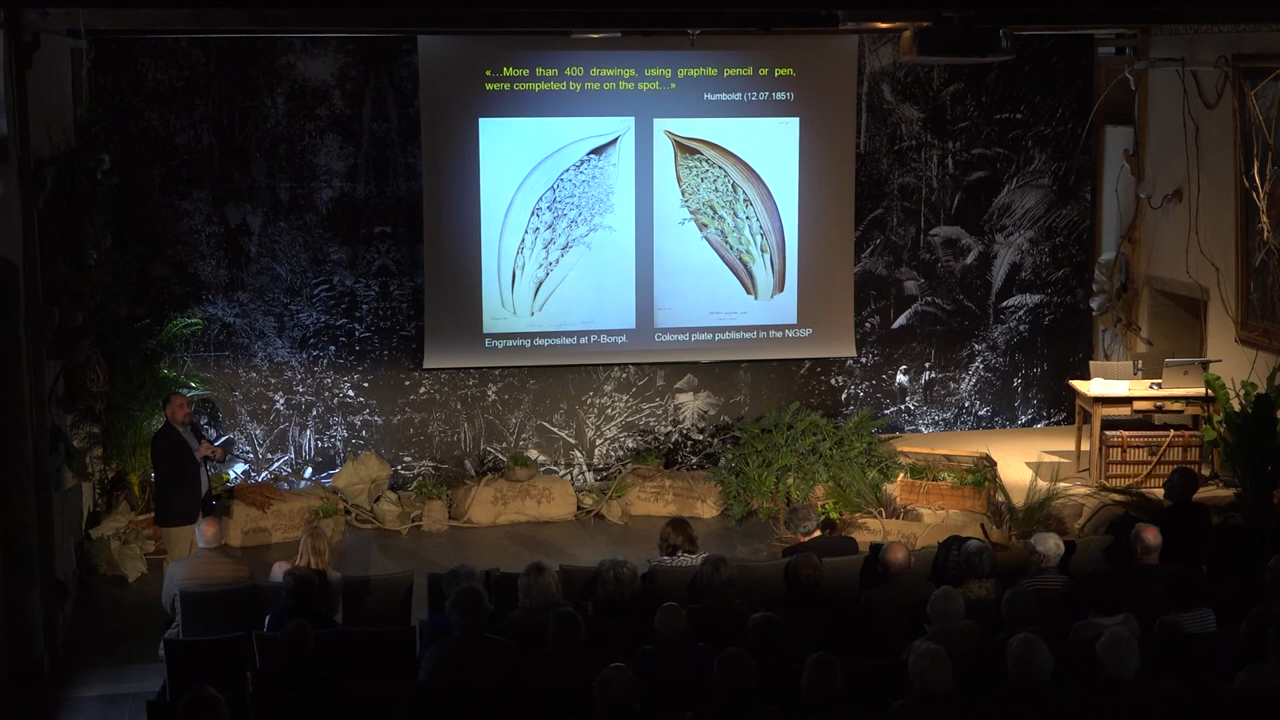 «…More than 400 drawings, using graphite pencil or pen,
were completed by me on the spot…»
Humboldt (12.07.1851)
Engraving deposited at P-Bonpl.
Colored plate published in the NGSP